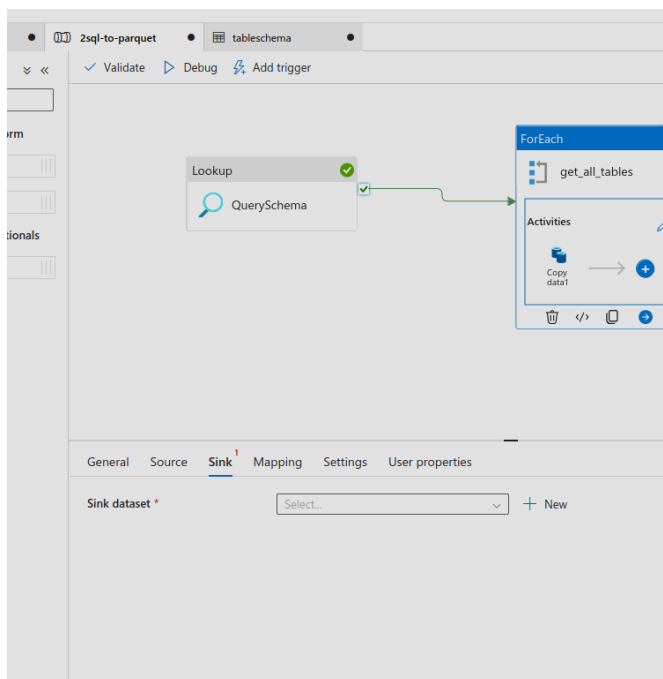 2sql-to-parquet
tableschema
Validate
Debug
Add trigger
orm
tionals
Lookup
QuerySchema
ForEach
get_all_tables
Activities
Copy
data1
General
Source
Sink
1
Mapping
Settings
User properties
Sink dataset *
Select...
New